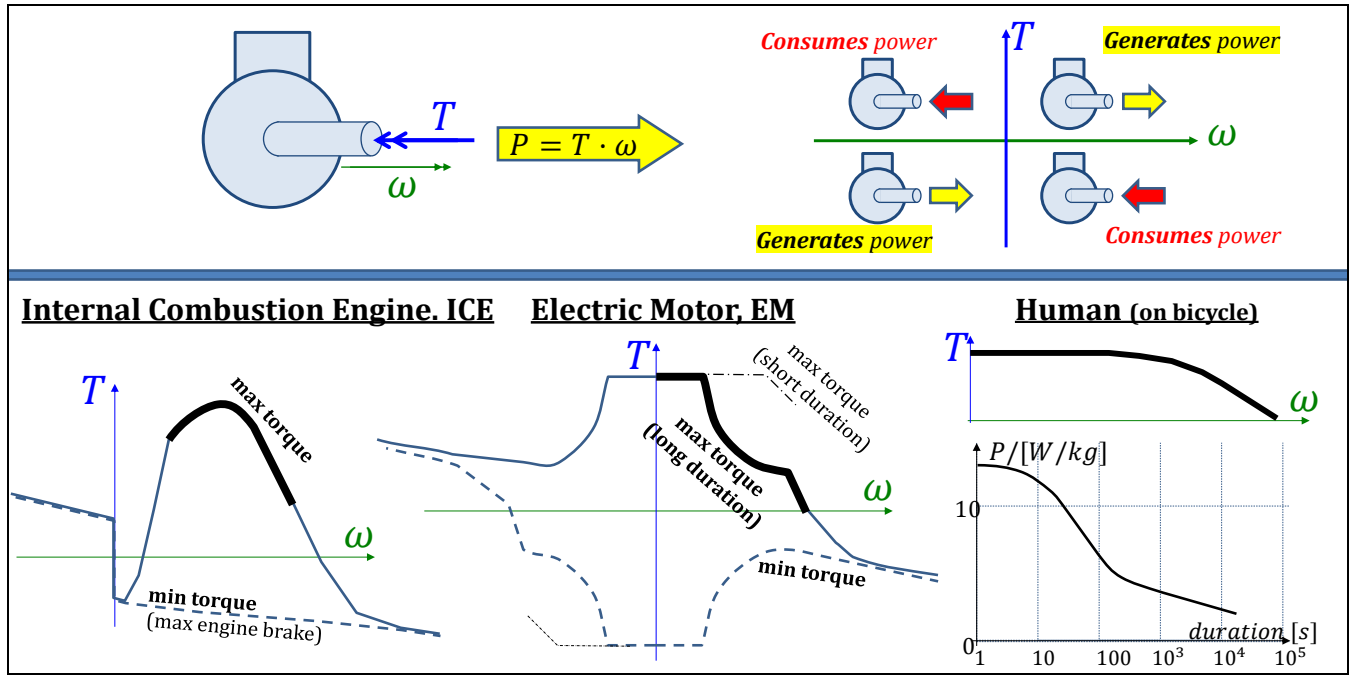 Consumes power
T
Generates power
T
P = T · ω
ω
ω
Generates power
Consumes power
Internal Combustion Engine. ICE
Electric Motor, EM
Human (on bicycle)
T
max torque
ω
min torque
(max engine brake)
T
max torque
(short duration)
max torque
(long duration)
ω
min torque
T
ω
P/[W/kg]
10
0
duration [s]
1
10
100
10³
10⁴
10⁵